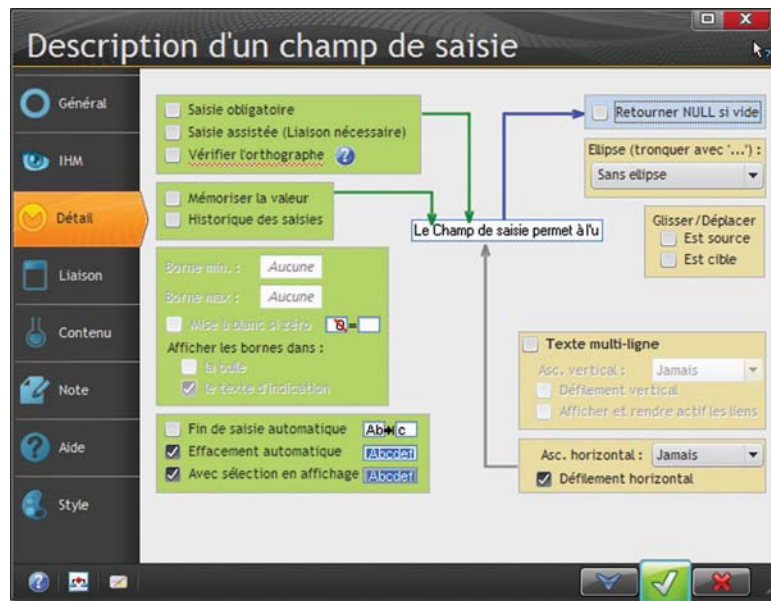 Description d'un champ de saisie
Général
IHM
Détail
Liaison
Contenu
Note
Aide
Style
Saisie obligatoire
Saisie assistée (Liaison nécessaire)
Vérifier l'orthographe
Mémoriser la valeur
Historique des saisies
Borne min. : Aucune
Borne max : Aucune
Mise à blanc si zéro 0=
Afficher les bornes dans :
la bulle
le texte d'indication
Fin de saisie automatique Ab c
Effacement automatique Abcdef
Avec sélection en affichage Abcdef
Le Champ de saisie permet à l'u
Retourner NULL si vide
Ellipse (tronquer avec '...') :
Sans ellipse
Glisser/Déplacer
Est source
Est cible
Texte multi-ligne
Asc. vertical : Jamais
Défilement vertical
Afficher et rendre actif les liens
Asc. horizontal : Jamais
Défilement horizontal